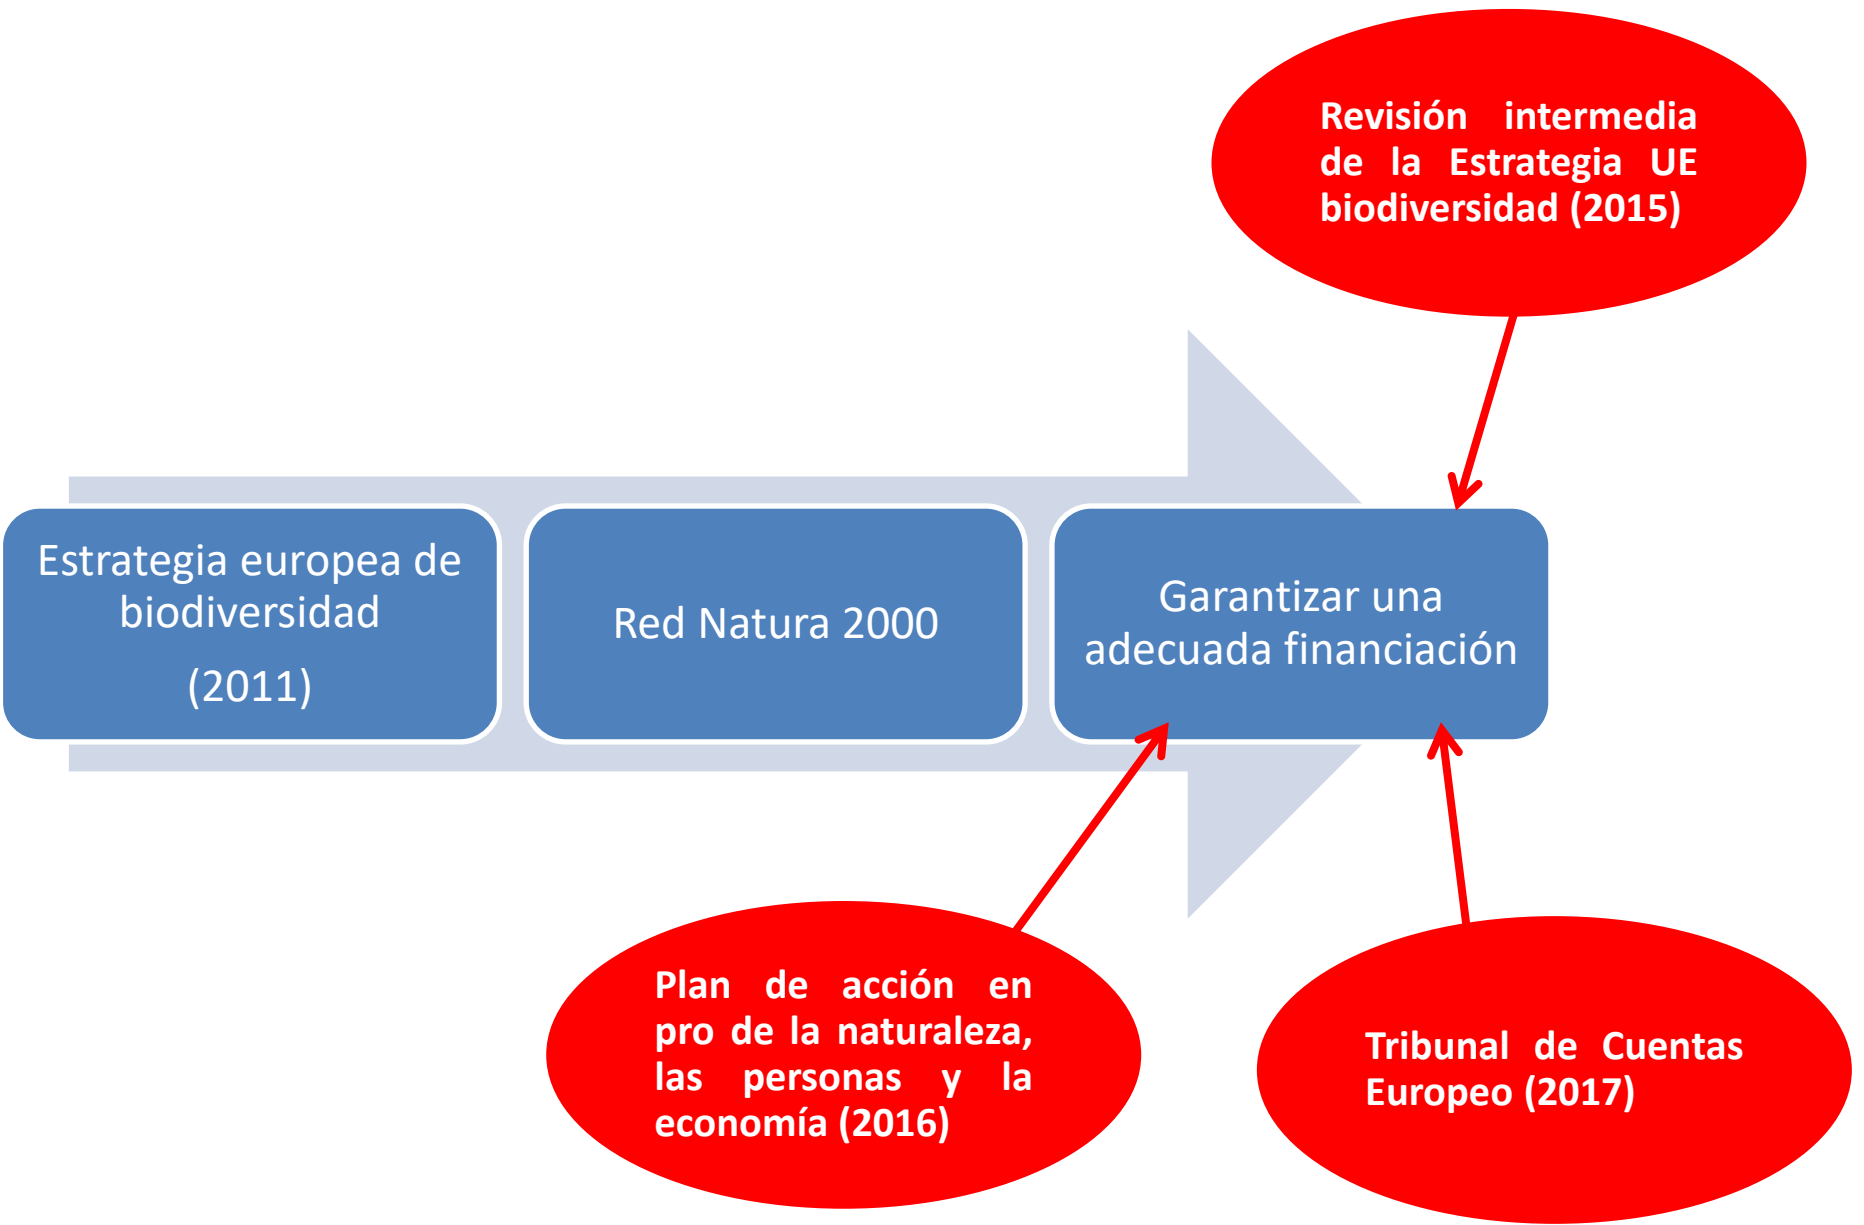 Revisión intermedia
de la Estrategia UE
biodiversidad (2015)
Estrategia europea de
biodiversidad
(2011)
Red Natura 2000
Garantizar una
adecuada financiación
Plan de acción en
pro de la naturaleza,
las personas y la
economía (2016)
Tribunal de Cuentas
Europeo (2017)